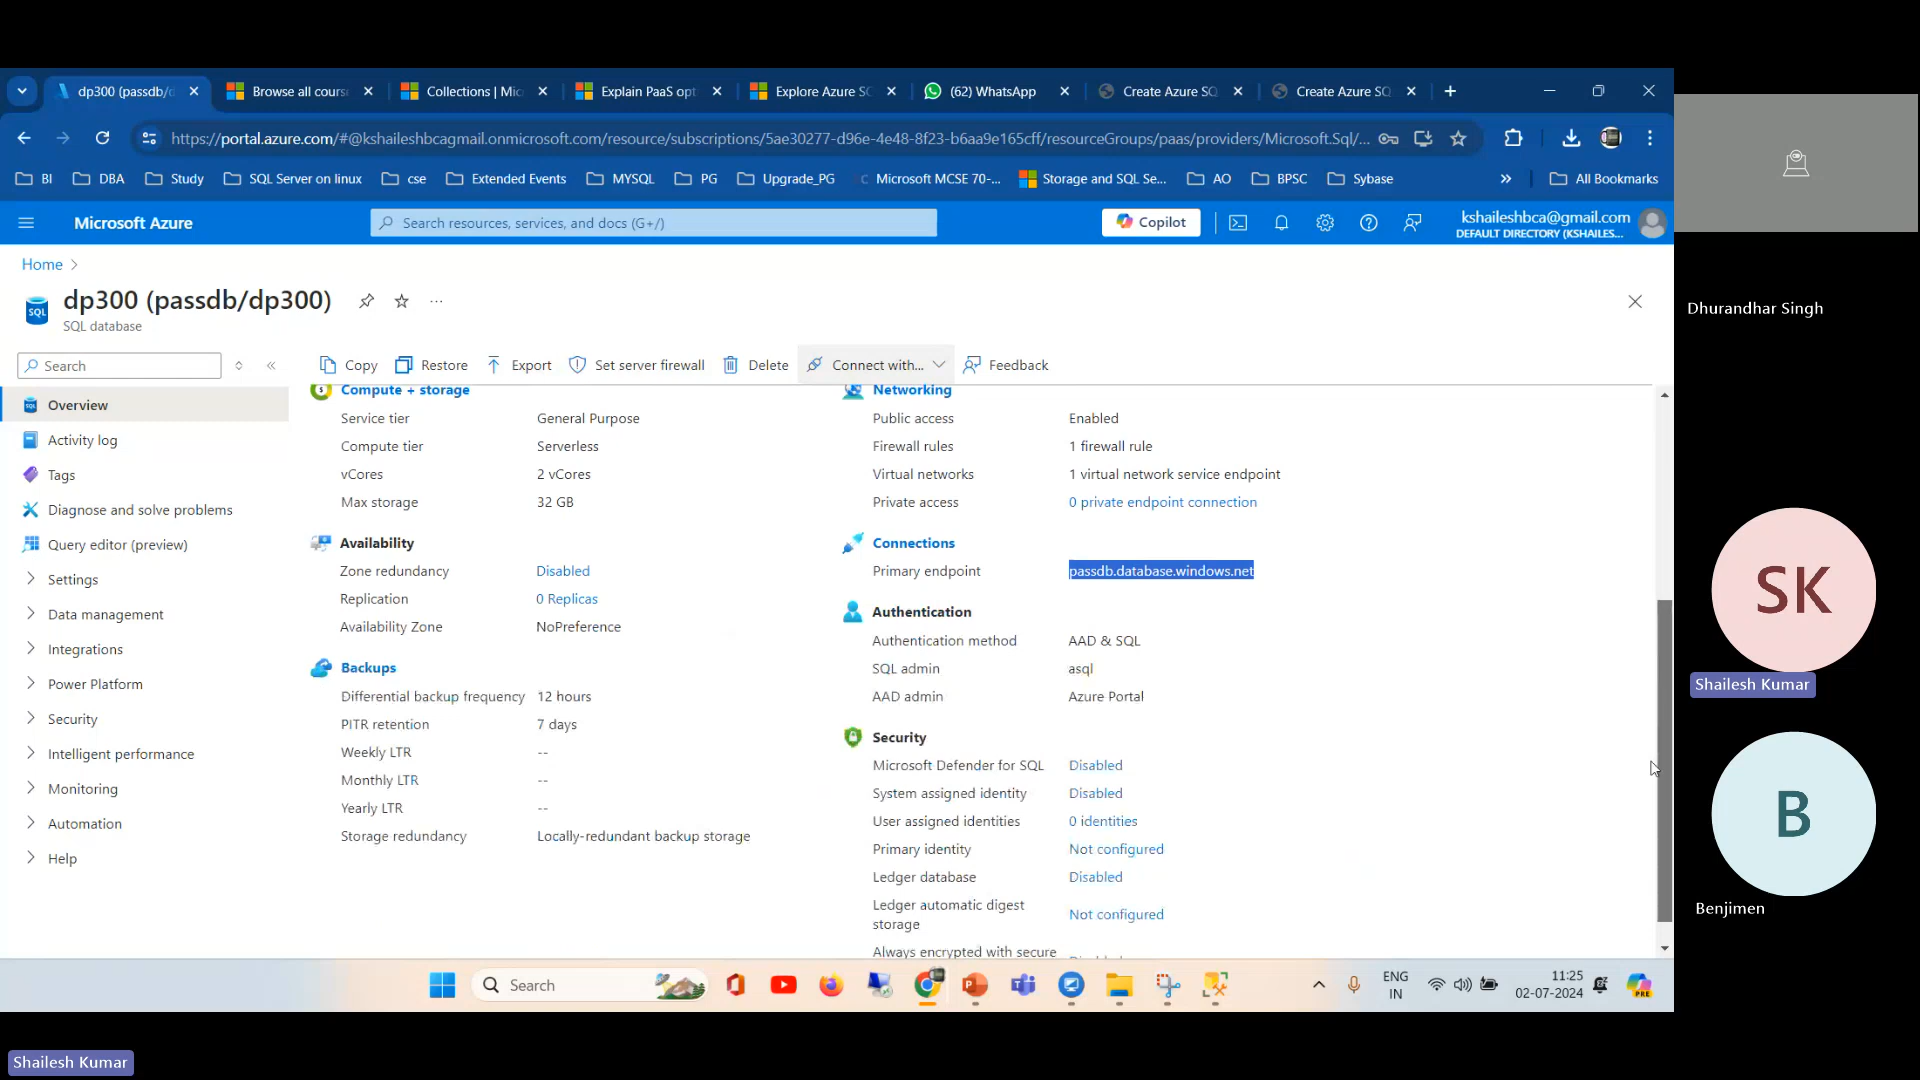 dp300 (passdb/d
Browse all cours
Collections | Mic
Explain PaaS opt
Explore Azure SQ
(62) WhatsApp
Create Azure SQ
Create Azure SQ
https://portal.azure.com/#@kshaileshbcagmail.onmicrosoft.com/resource/subscriptions/5ae30277-d96e-4e48-8f23-b6aa9e165cff/resourceGroups/paas/providers/Microsoft.Sql/...
BI
DBA
Study
SQL Server on linux
cse
Extended Events
MYSQL
PG
Upgrade_PG
Microsoft MCSE 70-...
Storage and SQL Se...
AO
BPSC
Sybase
All Bookmarks
Microsoft Azure
Search resources, services, and docs (G+/)
Copilot
kshaileshbca@gmail.com
DEFAULT DIRECTORY (KSHAILES...
Home
dp300 (passdb/dp300)
SQL database
Search
Copy
Restore
Export
Set server firewall
Delete
Connect with...
Feedback
Overview
Activity log
Tags
Diagnose and solve problems
Query editor (preview)
Settings
Data management
Integrations
Power Platform
Security
Intelligent performance
Monitoring
Automation
Help
Compute + storage
Service tier General Purpose
Compute tier Serverless
vCores 2 vCores
Max storage 32 GB
Availability
Zone redundancy Disabled
Replication 0 Replicas
Availability Zone NoPreference
Backups
Differential backup frequency 12 hours
PITR retention 7 days
Weekly LTR --
Monthly LTR --
Yearly LTR --
Storage redundancy Locally-redundant backup storage
Networking
Public access Enabled
Firewall rules 1 firewall rule
Virtual networks 1 virtual network service endpoint
Private access 0 private endpoint connection
Connections
Primary endpoint passdb.database.windows.net
Authentication
Authentication method AAD & SQL
SQL admin asql
AAD admin Azure Portal
Security
Microsoft Defender for SQL Disabled
System assigned identity Disabled
User assigned identities 0 identities
Primary identity Not configured
Ledger database Disabled
Ledger automatic digest storage Not configured
Always encrypted with secure
Search
ENG
IN
11:25
02-07-2024
PRE
Dhurandhar Singh
SK
Shailesh Kumar
B
Benjimen
Shailesh Kumar